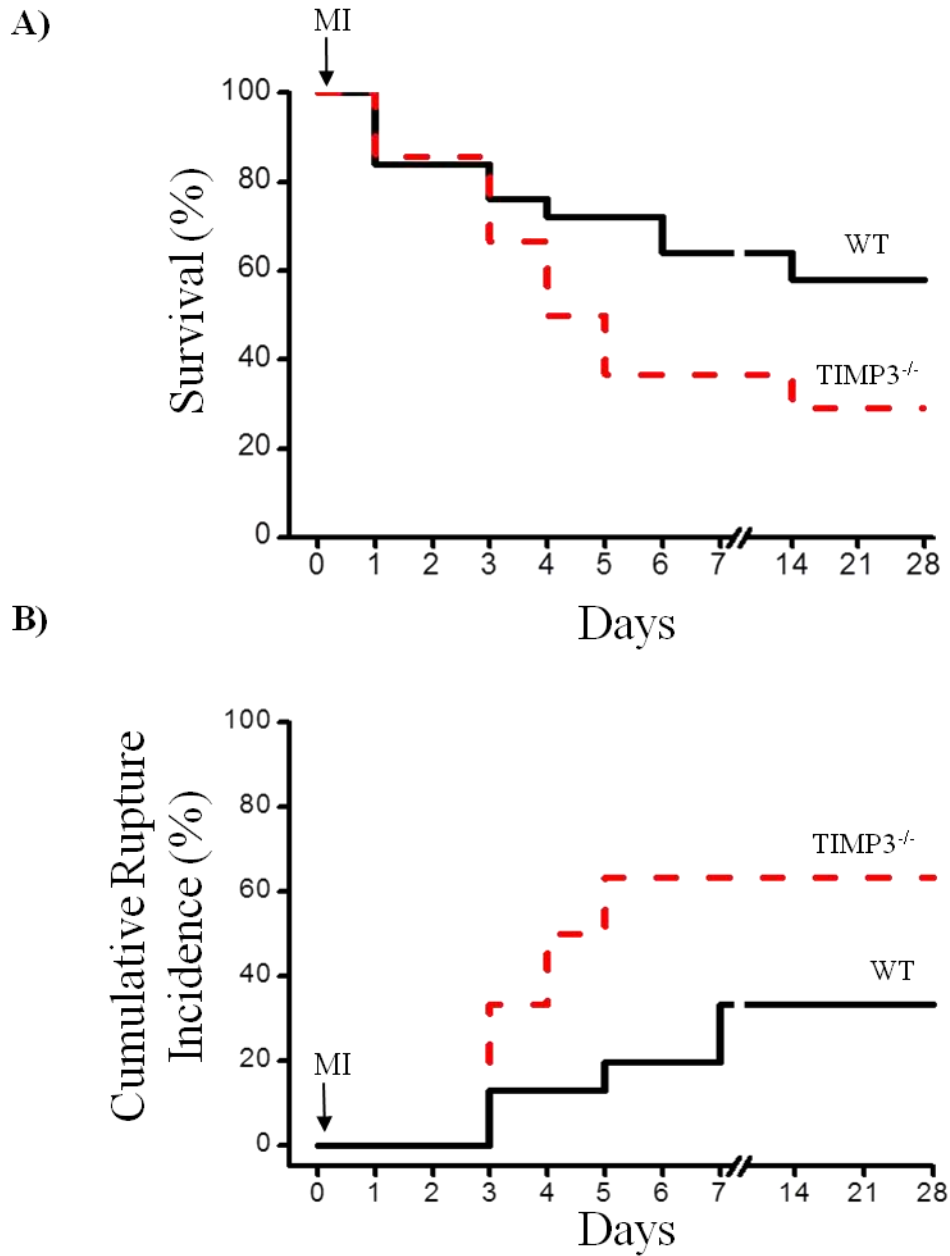 A)
MI
100
80
60
40
20
0
Survival (%)
WT
TIMP3-/-
0 1 2 3 4 5 6 7 14 21 28
Days
B)
100
80
60
40
20
0
Cumulative Rupture
Incidence (%)
TIMP3-/-
WT
MI
0 1 2 3 4 5 6 7 14 21 28
Days